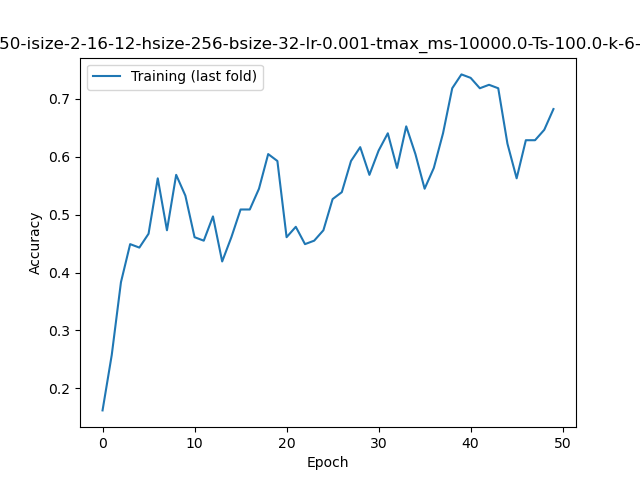 50-isize-2-16-12-hsize-256-bsize-32-lr-0.001-tmax_ms-10000.0-Ts-100.0-k-6-
Training (last fold)
0.7
0.6
0.5
0.4
0.3
0.2
Accuracy
0 10 20 30 40 50
Epoch